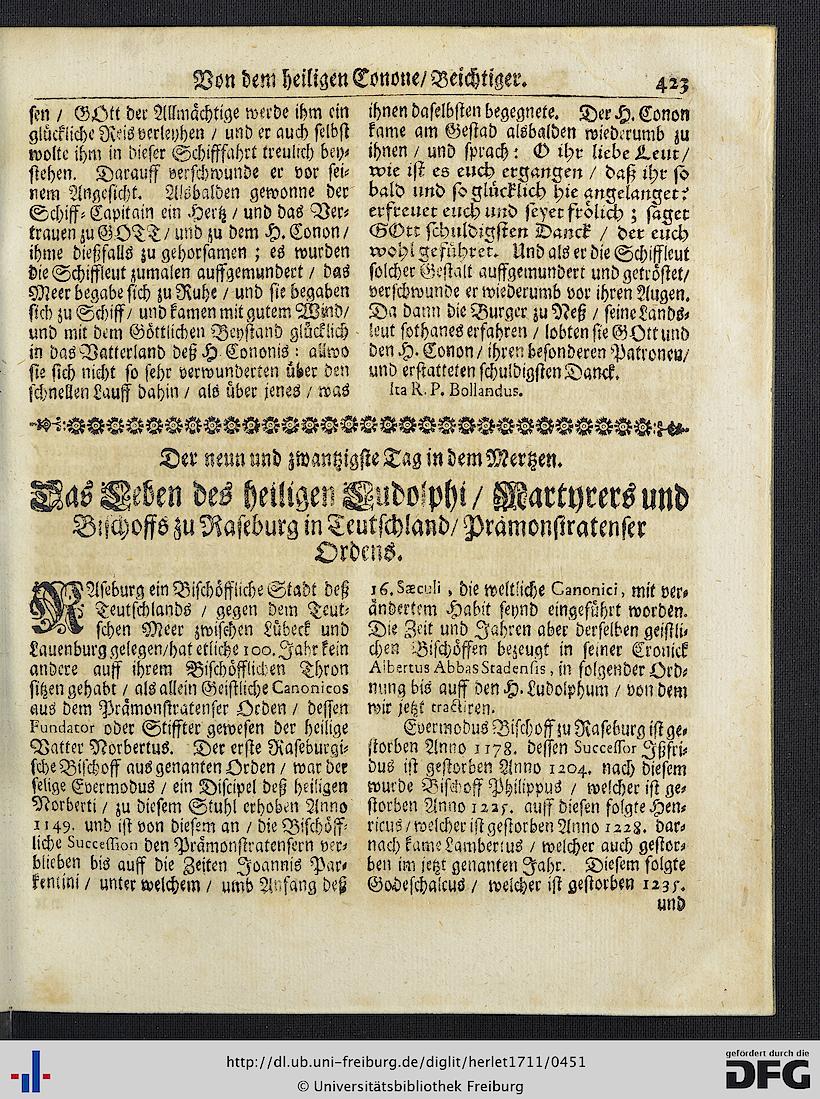 Von dem heiligen Conone/ Beichtiger. 423
sen / GOtt der Allmächtige werde ihm ein
glückliche Reis verleyhen / und er auch selbst
wolte ihm in dieser Schifffahrt treulich bey-
stehen. Darauff verschwunde er vor sei-
nem Angesicht. Alsbalden gewonne der
Schiff-Capitain ein Hertz / und das Ver-
trauen zu GOTT / und zu dem H. Conon /
ihme dießfalls zu gehorsamen ; es wurden
die Schiffleut zumalen auffgemundert / das
Meer begabe sich zu Ruhe / und sie begaben
sich zu Schiff / und kamen mit gutem Wind/
und mit dem Göttlichen Beystand glücklich
in das Vatterland deß H. Cononis : allwo
sie sich nicht so sehr verwunderten über den
schnellen Lauff dahin / als über jenes / was
ihnen daselbsten begegnete. Der H. Conon
kame am Gestad alsbalden wiederumb zu
ihnen / und sprach : O ihr liebe Leut /
wie ist es euch ergangen / daß ihr so
bald und so glücklich hie angelanget?
erfreuet euch und seyet frölich ; saget
GOtt schuldigsten Danck / der euch
wohl geführet. Und als er die Schiffleut
solcher Gestalt auffgemundert und getröstet/
verschwunde er wiederumb vor ihren Augen.
Da dann die Burger zu Neß / seine Lands-
leut sothanes erfahren / lobten sie GOtt und
den H. Conon / ihren besonderen Patronen/
und erstatteten schuldigsten Danck.
Ita R. P. Bollandus.
Der neun und zwantzigste Tag in dem Mertzen.
Das Leben des heiligen Ludolphi / Martyrers und
Bischoffs zu Raseburg in Teutschland/ Prämonstratenser
Ordens.
RAseburg ein Bischöffliche Stadt deß
Teutschlands / gegen dem Teut-
schen Meer zwischen Lübeck und
Lauenburg gelegen/hat etliche 100. Jahr kein
andere auff ihrem Bischöfflichen Thron
sitzen gehabt / als allein Geistliche Canonicos
aus dem Prämonstratenser Orden / dessen
Fundator oder Stiffter gewesen der heilige
Vatter Norbertus. Der erste Raseburgi-
sche Bischoff aus genanten Orden / war der
selige Evermodus / ein Discipel deß heiligen
Norberti / zu diesem Stuhl erhoben Anno
1149. und ist von diesem an / die Bischöff-
liche Succession den Prämonstratensern ver-
blieben bis auff die Zeiten Joannis Par-
kentini / unter welchem / umb Anfang deß
16. Sæculi , die weltliche Canonici, mit ver-
ändertem Habit seynd eingeführt worden.
Die Zeit und Jahren aber derselben geistli-
chen Bischöffen bezeugt in seiner Cronick
Albertus Abbas Stadensis, in folgender Ord-
nung bis auff den H. Ludolphum / von dem
wir jetzt tractiren.
Evermodus Bischoff zu Raseburg ist ge-
storben Anno 1178. dessen Successor Ißfri-
dus ist gestorben Anno 1204. nach diesem
wurde Bischoff Philippus / welcher ist ge-
storben Anno 1225. auff diesen folgte Hen-
ricus / welcher ist gestorben Anno 1228. dar-
nach kame Lambertus / welcher auch gestor-
ben im jetzt genanten Jahr. Diesem folgte
Godeschalcus / welcher ist gestorben 1235.
und
http://dl.ub.uni-freiburg.de/diglit/herlet1711/0451
© Universitätsbibliothek Freiburg
gefördert durch die
DFG